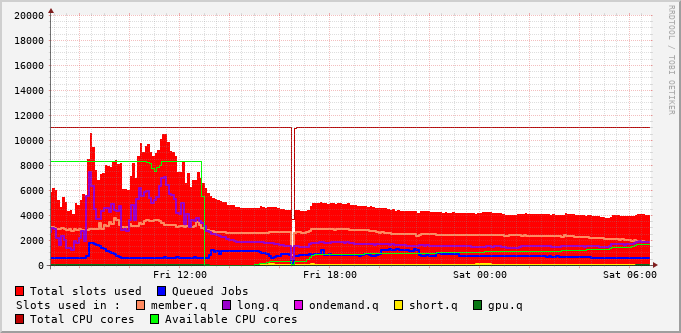 20000
18000
16000
14000
12000
10000
8000
6000
4000
2000
0
Fri 12:00 Fri 18:00 Sat 00:00 Sat 06:00
Total slots used Queued Jobs
Slots used in : member.q long.q ondemand.q short.q gpu.q
Total CPU cores Available CPU cores
RRDTOOL / TOBI OETIKER